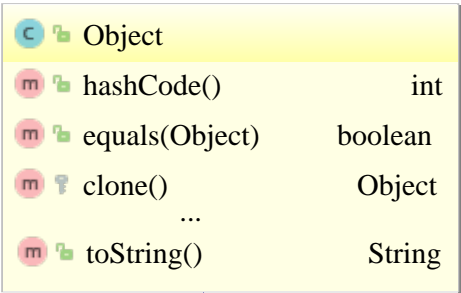 C Object
m hashCode() int
m equals(Object) boolean
m clone() Object
...
m toString() String